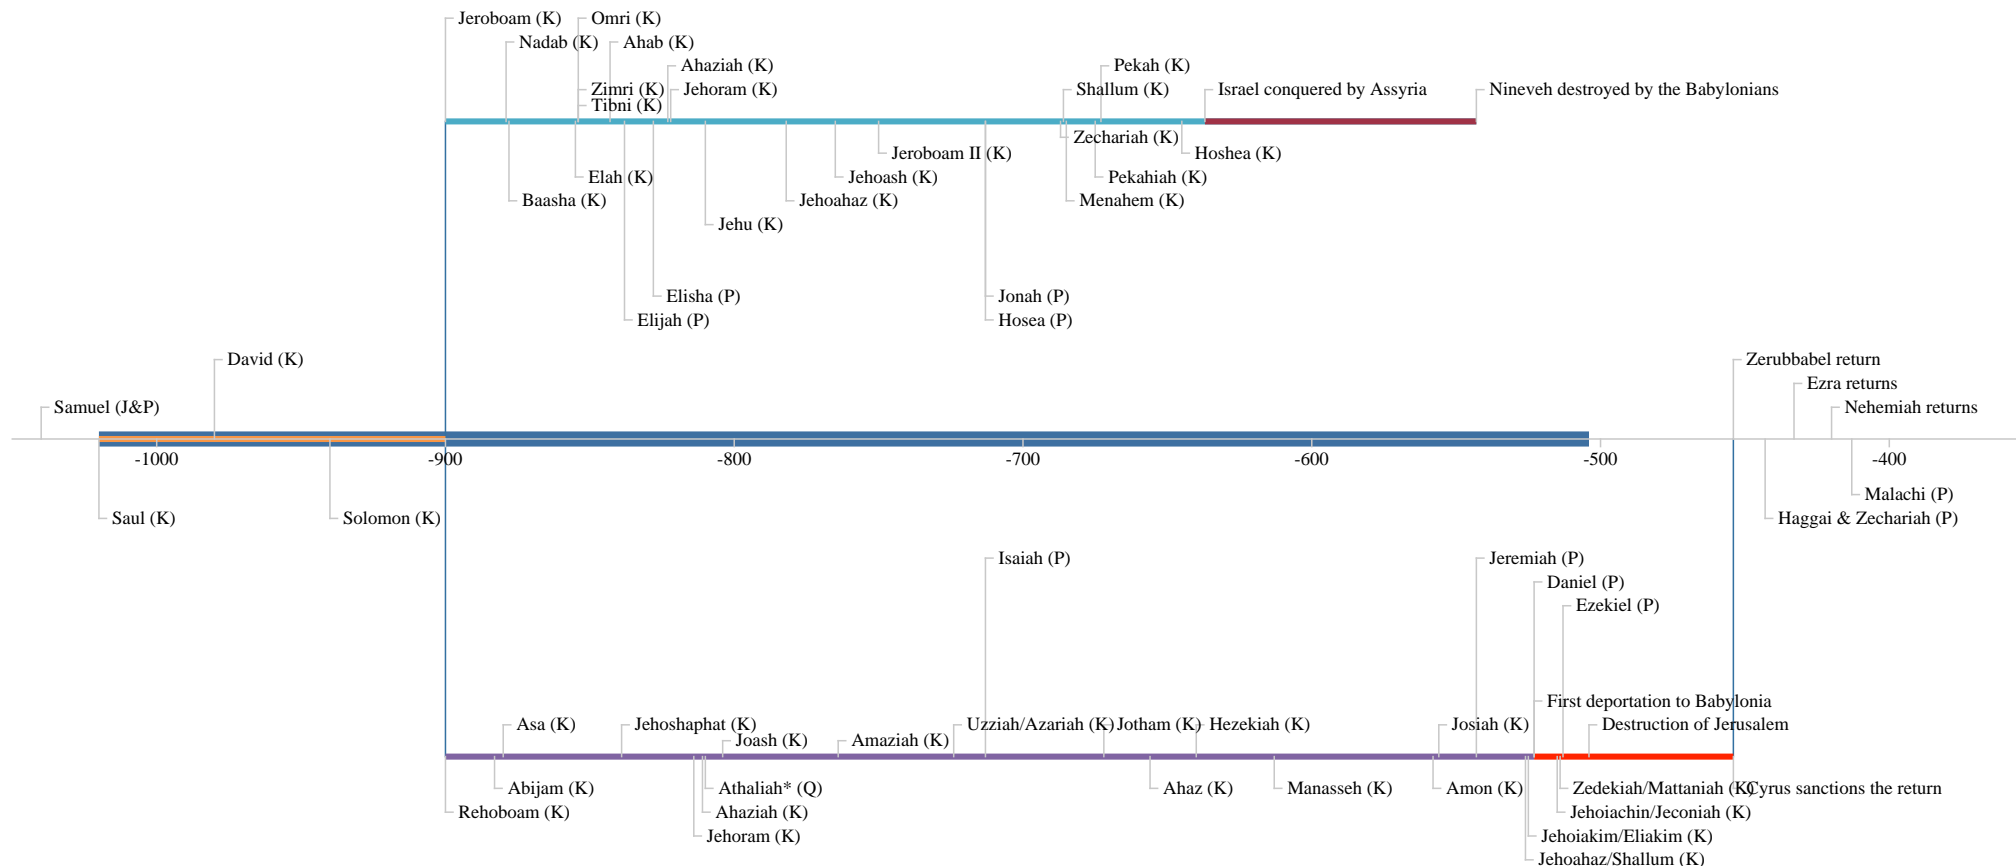 Jeroboam (K)
Omri (K)
Nadab (K)
Ahab (K)
Ahaziah (K)
Pekah (K)
Zimri (K)
Jehoram (K)
Shallum (K)
Israel conquered by Assyria
Nineveh destroyed by the Babylonians
Tibni (K)
Zechariah (K)
Jeroboam II (K)
Hoshea (K)
Elah (K)
Jehoash (K)
Pekahiah (K)
Baasha (K)
Jehoahaz (K)
Menahem (K)
Jehu (K)
Elisha (P)
Jonah (P)
Elijah (P)
Hosea (P)
David (K)
Zerubbabel return
Ezra returns
Samuel (J&P)
Nehemiah returns
-1000
-900
-800
-700
-600
-500
-400
Malachi (P)
Saul (K)
Solomon (K)
Haggai & Zechariah (P)
Isaiah (P)
Jeremiah (P)
Daniel (P)
Ezekiel (P)
First deportation to Babylonia
Asa (K)
Jehoshaphat (K)
Uzziah/Azariah (K)
Jotham (K)
Hezekiah (K)
Josiah (K)
Destruction of Jerusalem
Joash (K)
Amaziah (K)
Abijam (K)
Athaliah* (Q)
Ahaz (K)
Manasseh (K)
Amon (K)
Zedekiah/Mattaniah (K)
Cyrus sanctions the return
Rehoboam (K)
Ahaziah (K)
Jehoiachin/Jeconiah (K)
Jehoram (K)
Jehoiakim/Eliakim (K)
Jehoahaz/Shallum (K)